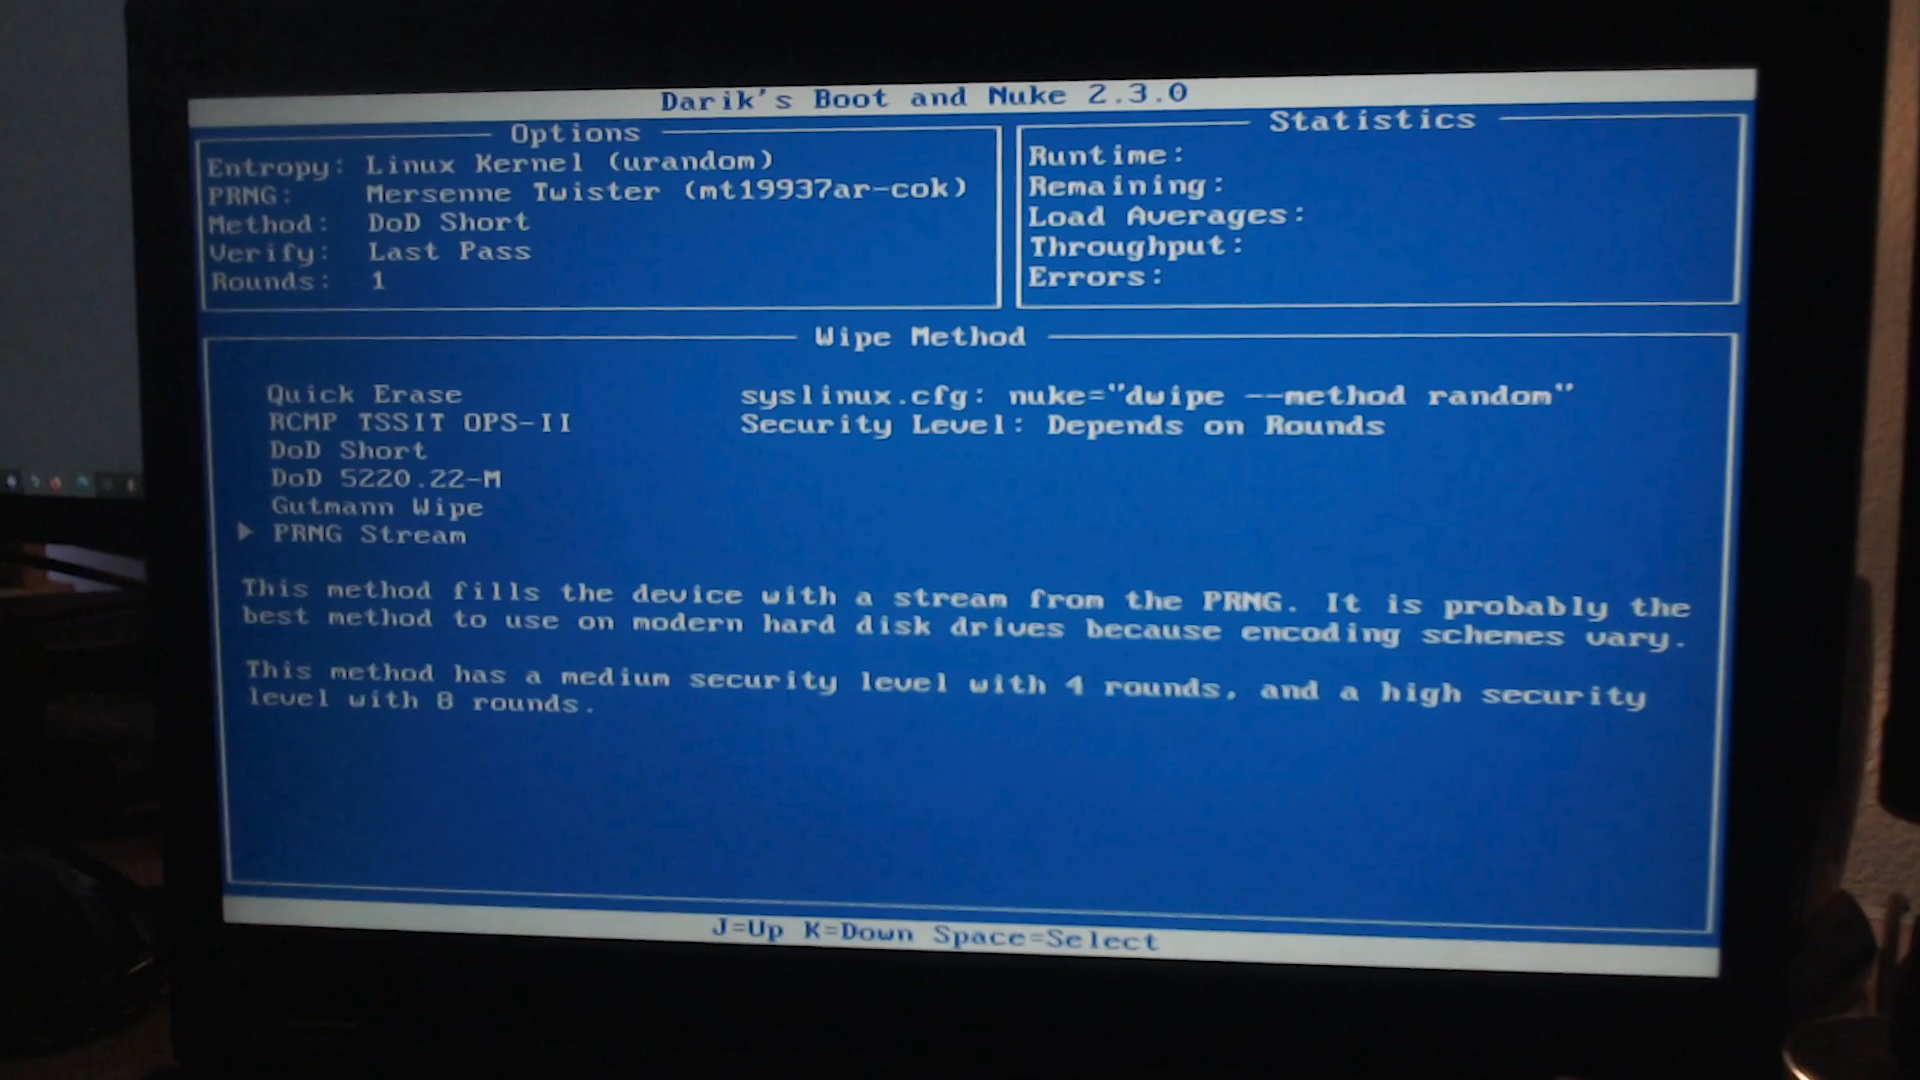 Darik's Boot and Nuke 2.3.0
Options
Entropy: Linux Kernel (urandom)
PRNG: Mersenne Twister (mt19937ar-cok)
Method: DoD Short
Verify: Last Pass
Rounds: 1
Statistics
Runtime:
Remaining:
Load Averages:
Throughput:
Errors:
Wipe Method
Quick Erase
RCMP TSSIT OPS-II
DoD Short
DoD 5220.22-M
Gutmann Wipe
▶ PRNG Stream
syslinux.cfg: nuke="dwipe --method random"
Security Level: Depends on Rounds
This method fills the device with a stream from the PRNG. It is probably the
best method to use on modern hard disk drives because encoding schemes vary.
This method has a medium security level with 4 rounds, and a high security
level with 8 rounds.
J=Up K=Down Space=Select